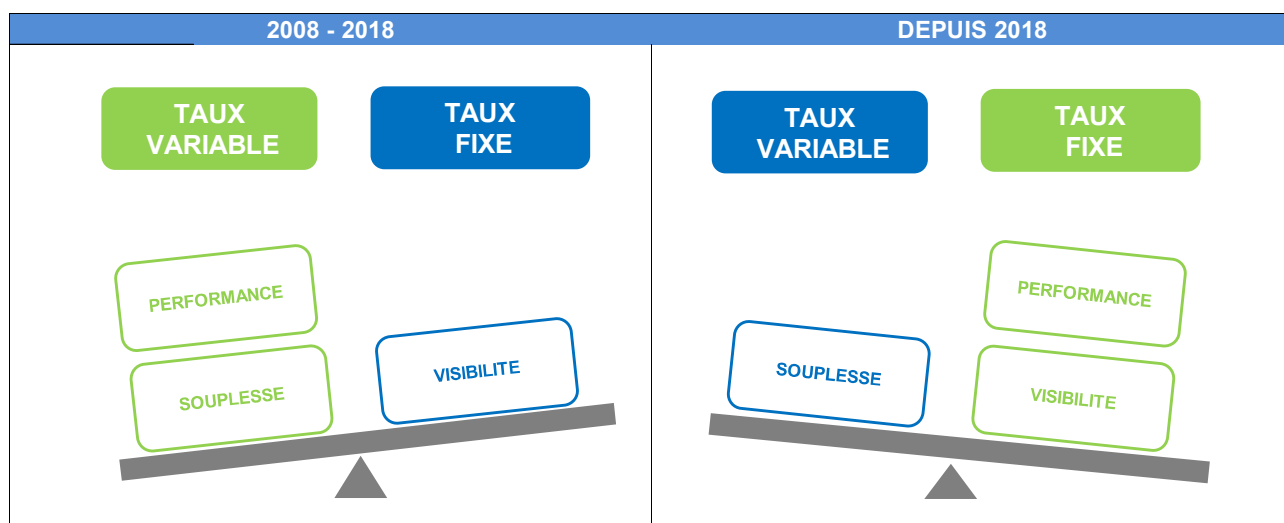 2008 - 2018
TAUX
VARIABLE
TAUX
FIXE
PERFORMANCE
SOUPLESSE
VISIBILITE
DEPUIS 2018
TAUX
VARIABLE
TAUX
FIXE
SOUPLESSE
PERFORMANCE
VISIBILITE